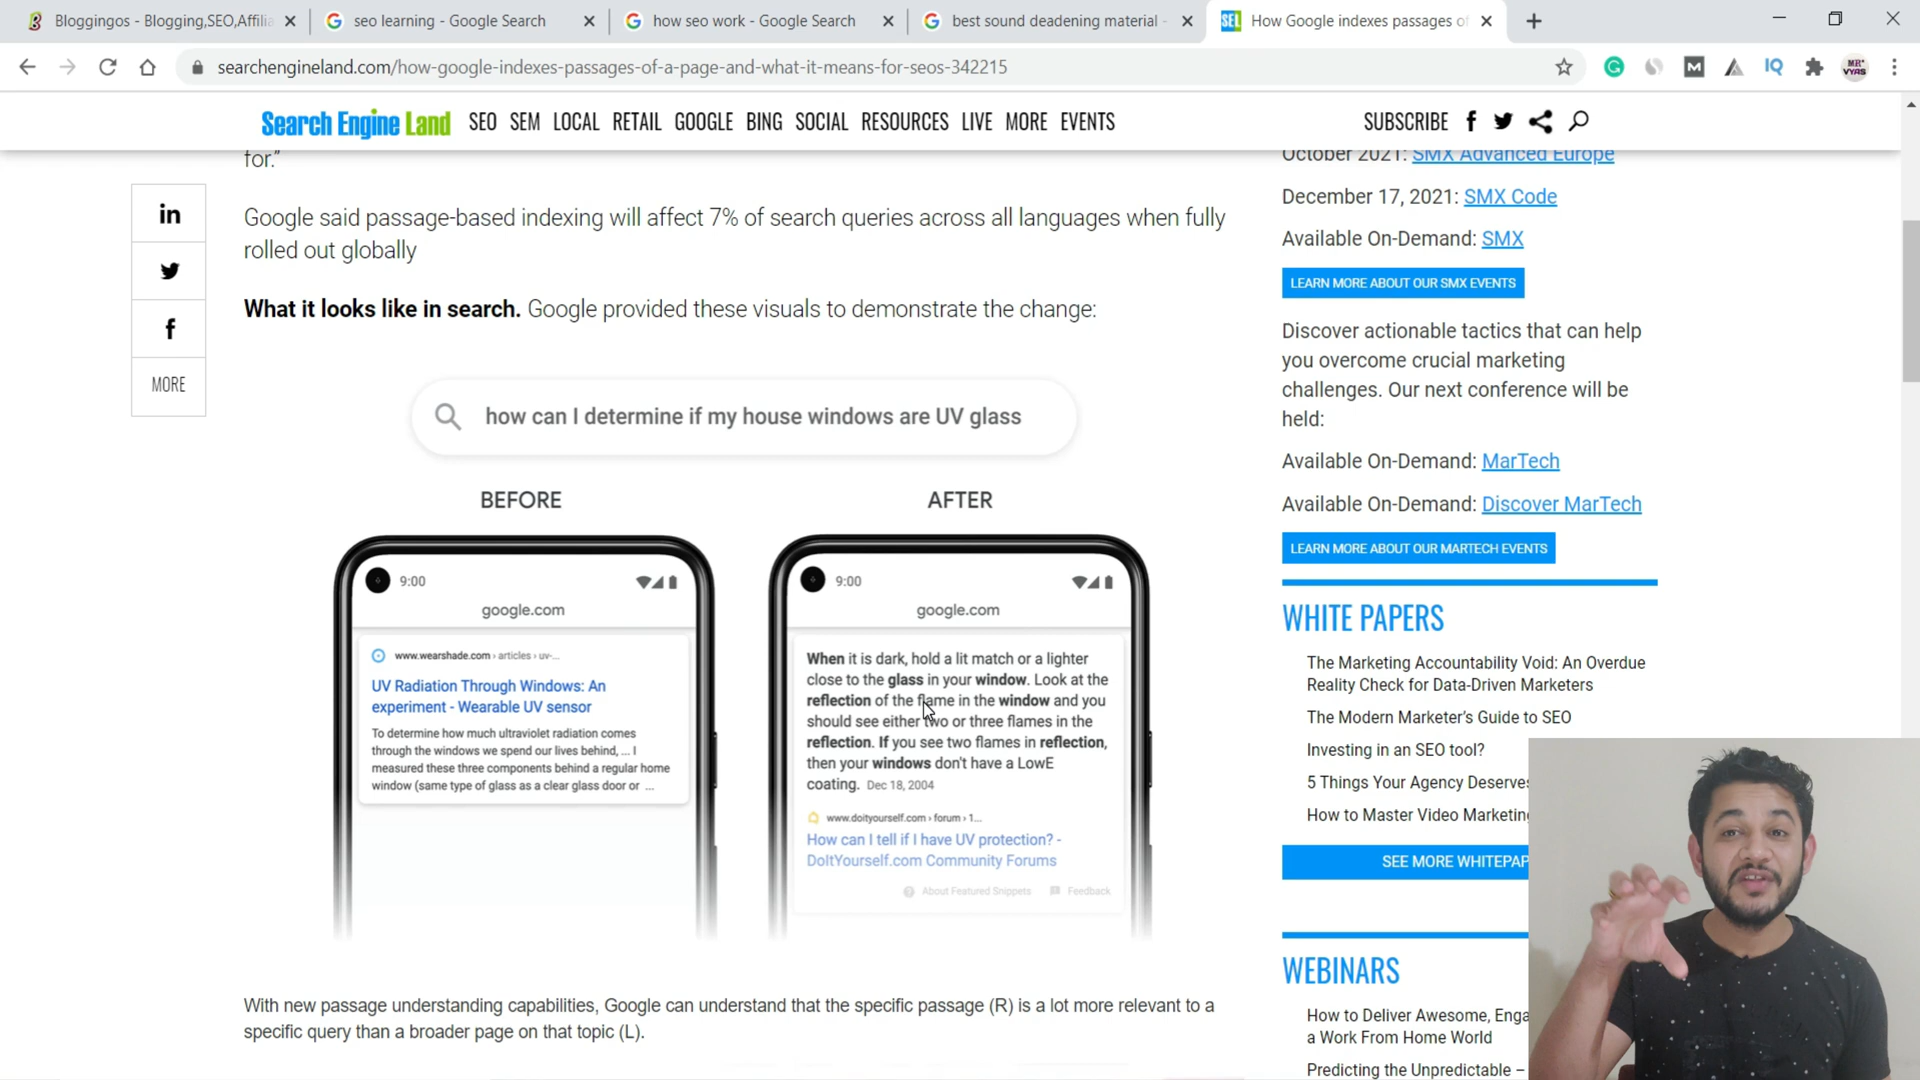 Bloggingos - Blogging,SEO,Affilia
seo learning - Google Search
how seo work - Google Search
best sound deadening material -
SEL How Google indexes passages of
searchengineland.com/how-google-indexes-passages-of-a-page-and-what-it-means-for-seos-342215
MR VYAS
Search Engine Land SEO SEM LOCAL RETAIL GOOGLE BING SOCIAL RESOURCES LIVE MORE EVENTS SUBSCRIBE
for.”
Google said passage-based indexing will affect 7% of search queries across all languages when fully
rolled out globally
What it looks like in search. Google provided these visuals to demonstrate the change:
in
MORE
how can I determine if my house windows are UV glass
BEFORE
9:00
google.com
www.wearshade.com › articles › uv-...
UV Radiation Through Windows: An
experiment - Wearable UV sensor
To determine how much ultraviolet radiation comes
through the windows we spend our lives behind, ... I
measured these three components behind a regular home
window (same type of glass as a clear glass door or ...
AFTER
9:00
google.com
When it is dark, hold a lit match or a lighter
close to the glass in your window. Look at the
reflection of the flame in the window and you
should see either two or three flames in the
reflection. If you see two flames in reflection,
then your windows don't have a LowE
coating. Dec 18, 2004
www.doityourself.com › forum › 1...
How can I tell if I have UV protection? -
DoItYourself.com Community Forums
About Featured Snippets Feedback
With new passage understanding capabilities, Google can understand that the specific passage (R) is a lot more relevant to a
specific query than a broader page on that topic (L).
October 2021: SMX Advanced Europe
December 17, 2021: SMX Code
Available On-Demand: SMX
LEARN MORE ABOUT OUR SMX EVENTS
Discover actionable tactics that can help
you overcome crucial marketing
challenges. Our next conference will be
held:
Available On-Demand: MarTech
Available On-Demand: Discover MarTech
LEARN MORE ABOUT OUR MARTECH EVENTS
WHITE PAPERS
The Marketing Accountability Void: An Overdue
Reality Check for Data-Driven Marketers
The Modern Marketer’s Guide to SEO
Investing in an SEO tool?
5 Things Your Agency Deserves
How to Master Video Marketing
SEE MORE WHITEPAP
WEBINARS
How to Deliver Awesome, Enga
a Work From Home World
Predicting the Unpredictable –